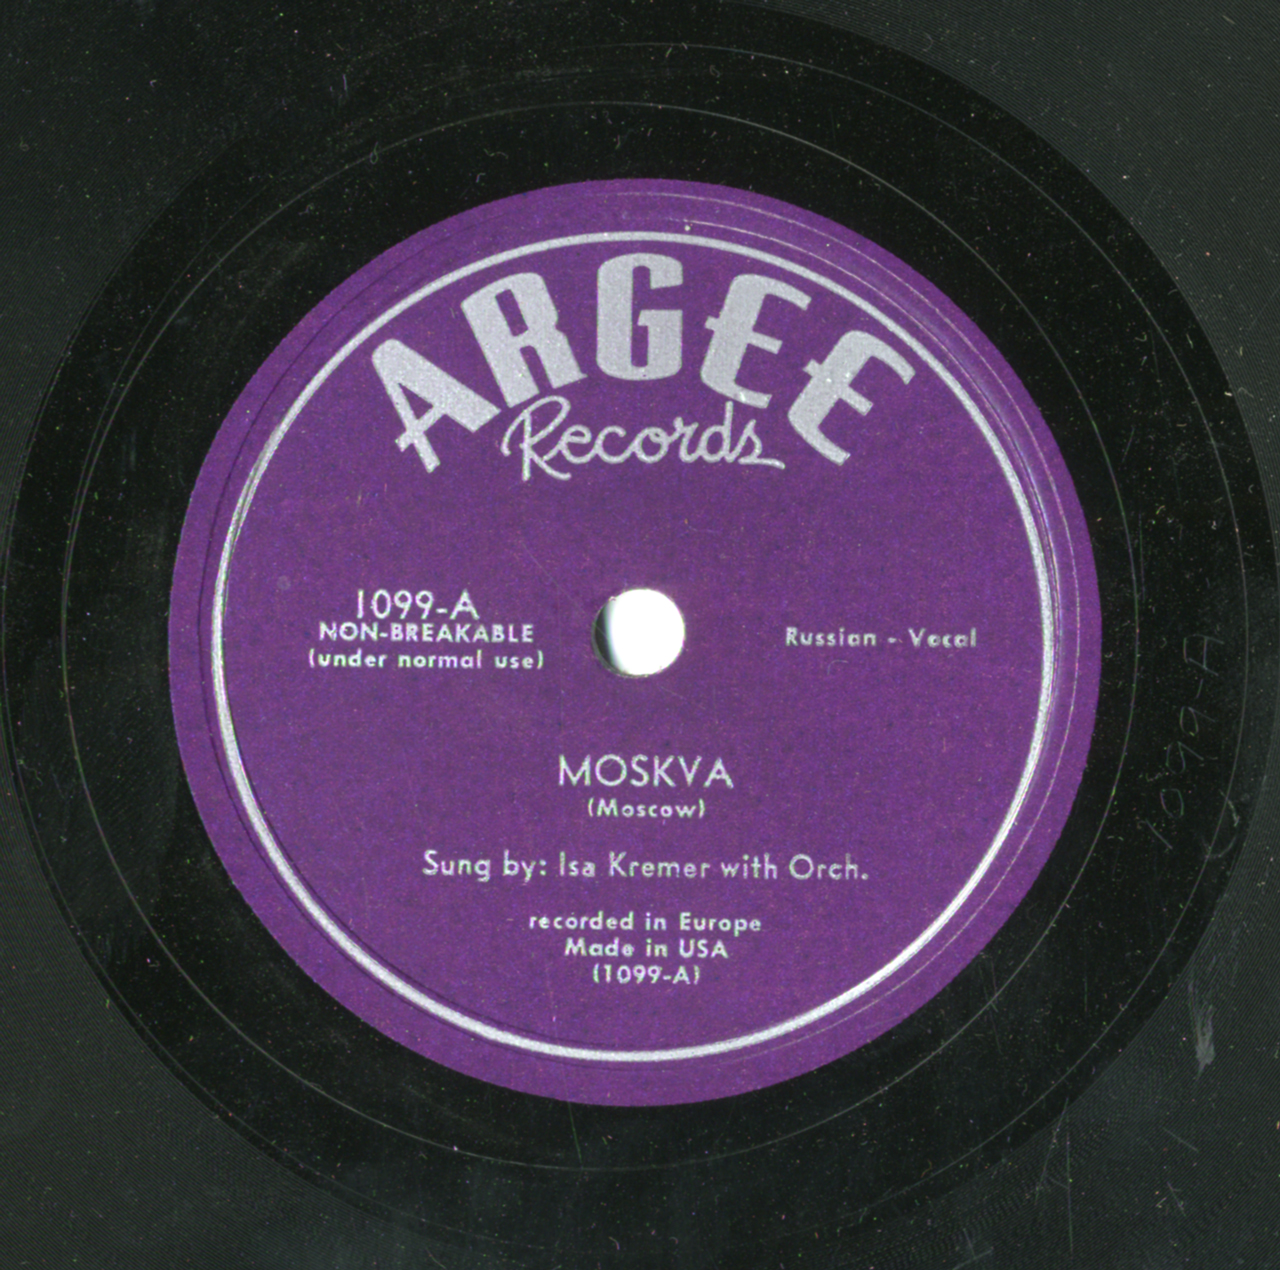 ARGEE
Records
1099-A
NON-BREAKABLE
(under normal use)
Russian - Vocal
MOSKVA
(Moscow)
Sung by: Isa Kremer with Orch.
recorded in Europe
Made in USA
(1099-A)
1099-A